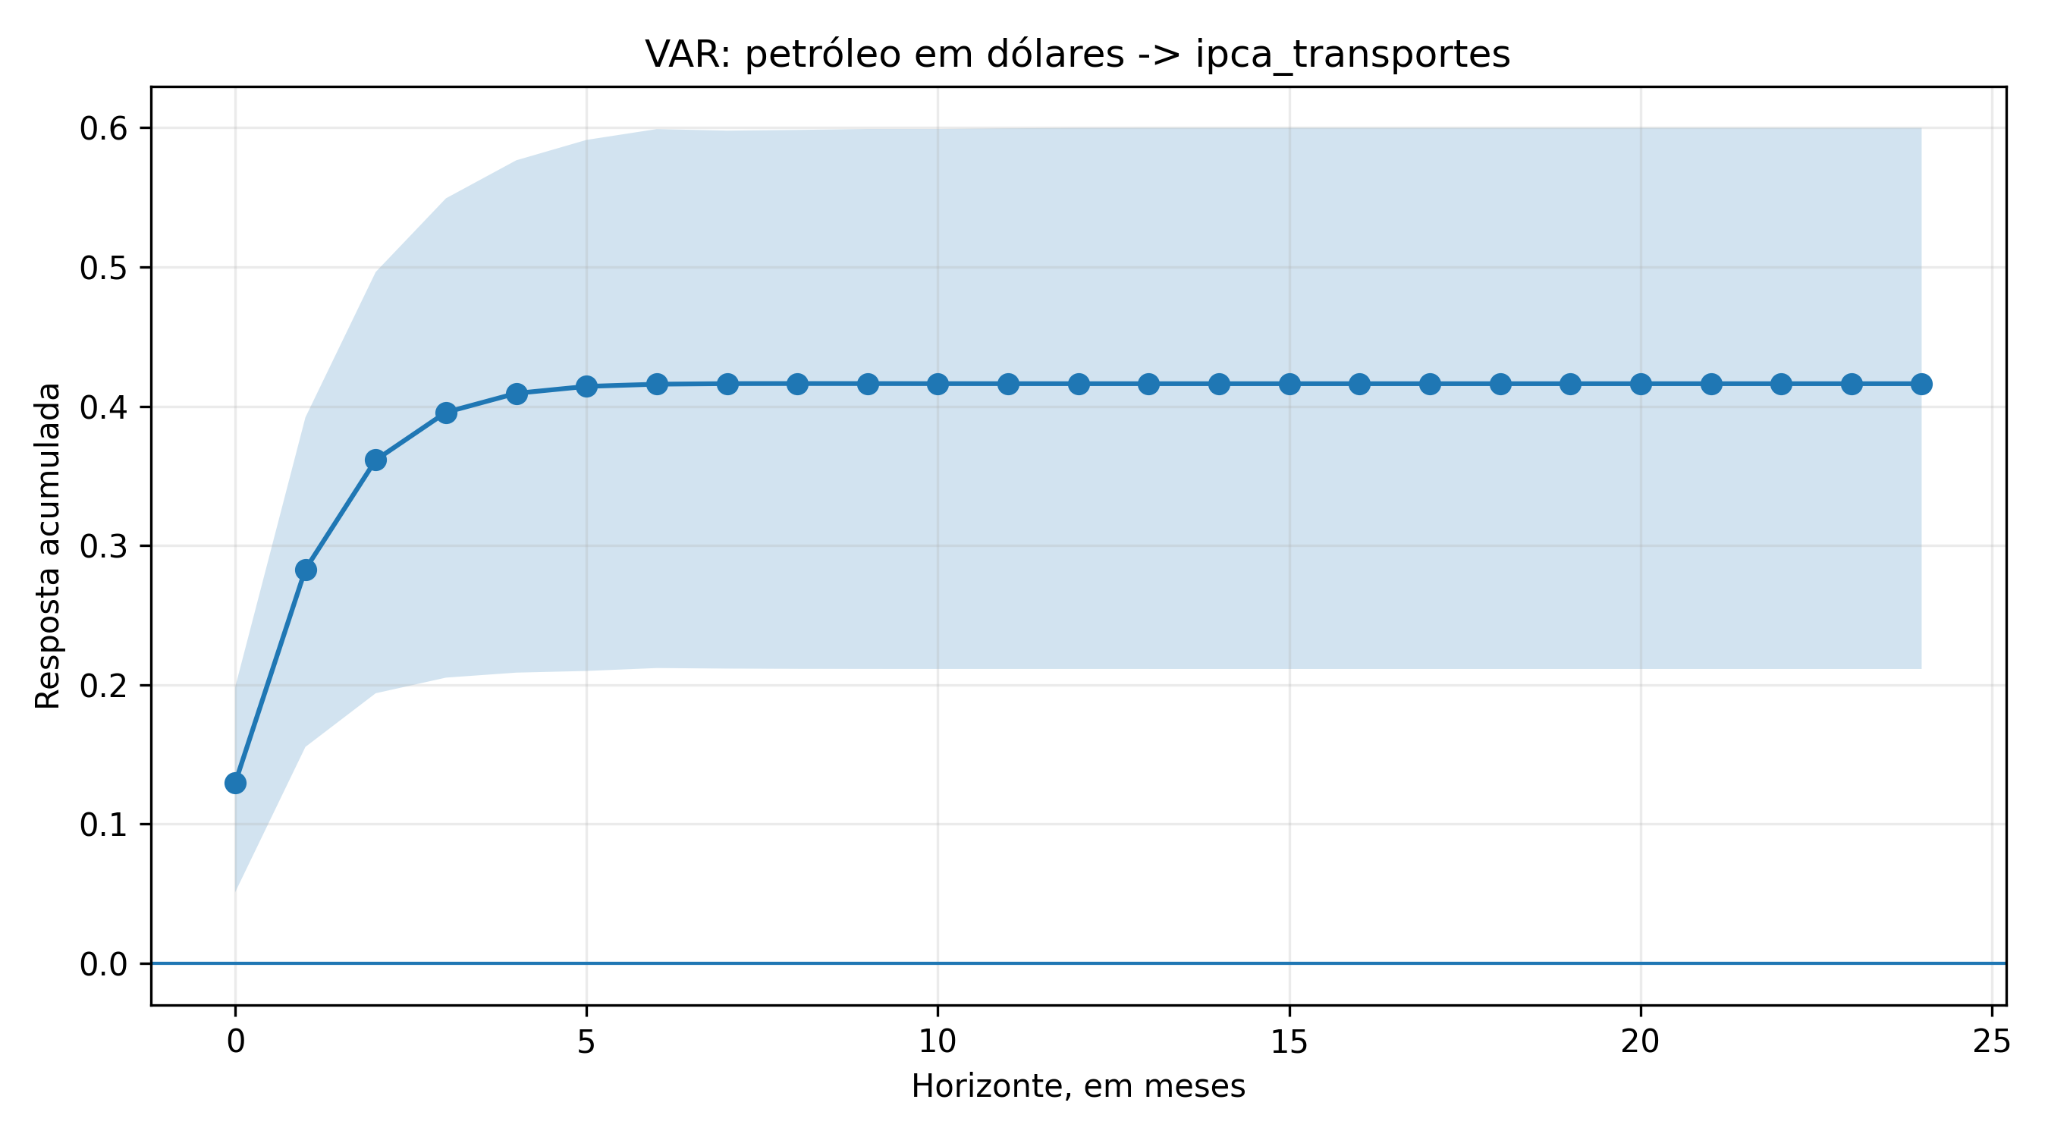 VAR: petróleo em dólares -> ipca_transportes
Resposta acumulada
0.6
0.5
0.4
0.3
0.2
0.1
0.0
0 5 10 15 20 25
Horizonte, em meses